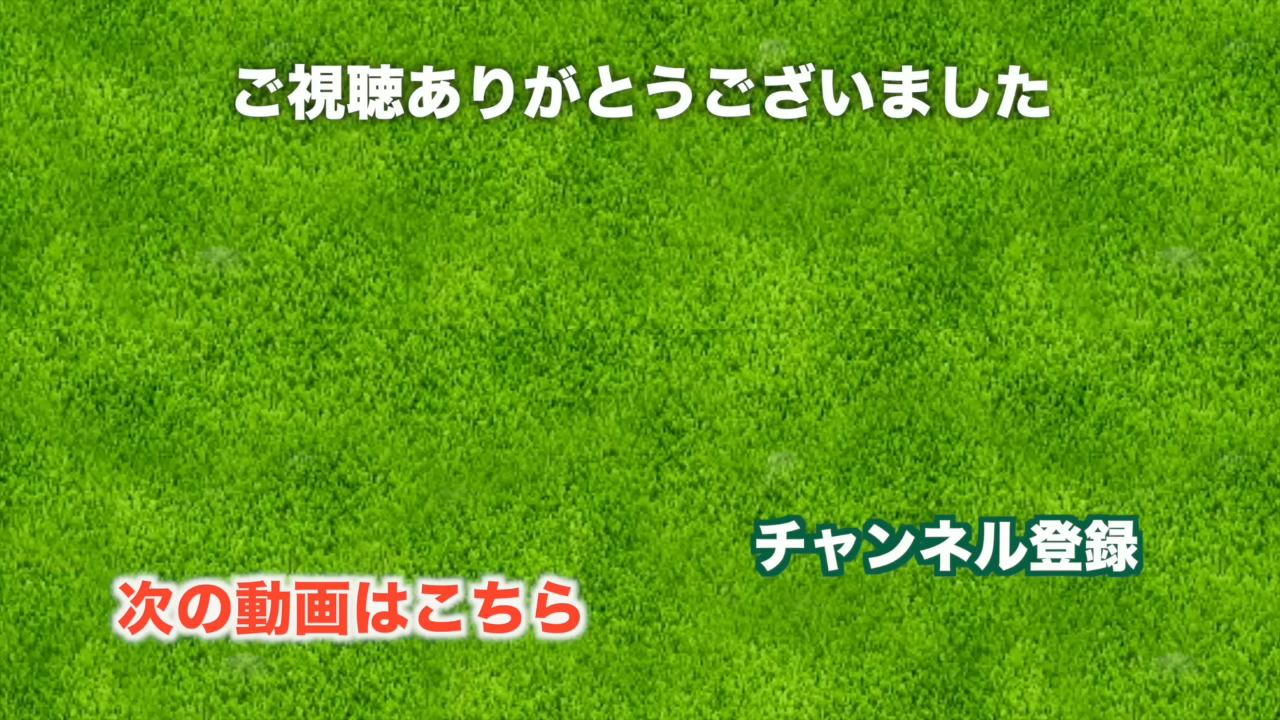 ご視聴ありがとうございました
チャンネル登録
次の動画はこちら